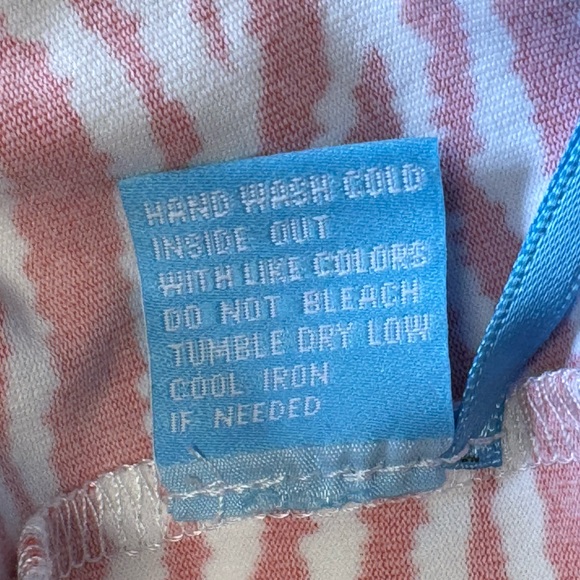 HAND WASH COLD
INSIDE OUT
WITH LIKE COLORS
DO NOT BLEACH
TUMBLE DRY LOW
COOL IRON
IF NEEDED